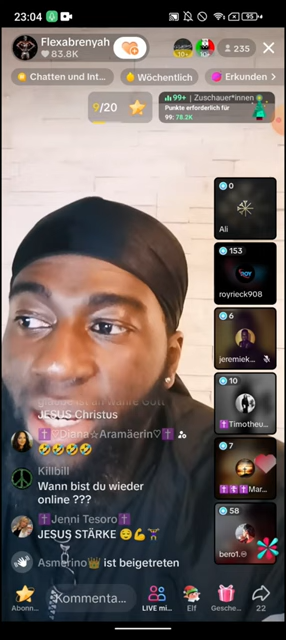 23:04
95
Flexabrenyah
83.8K
235
Chatten und Int...
Wöchentlich
Erkunden >
9/20
99+ | Zuschauer*innen
Punkte erforderlich für
99: 78.2K
0
Ali
153
royrieck908
6
jeremiek...
10
Timotheu...
7
Mar...
58
bero1.
JESUS Christus
Diana☆Aramäerin♡
🤣🤣🤣🤣
Killbill
Wann bist du wieder
online ???
Jenni Tesoro
JESUS STÄRKE
Asmerino ist beigetreten
Abonn...
Kommenta...
LIVE mi...
Elf
Gesche...
22